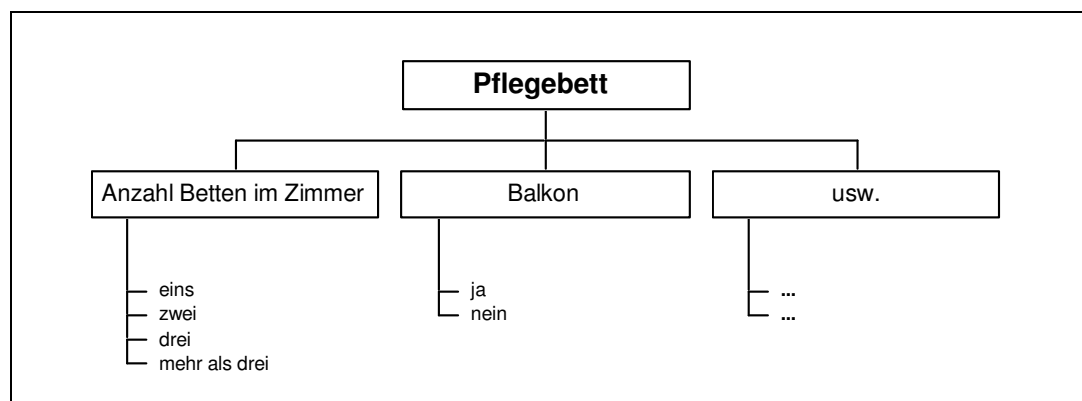 Pflegebett
Anzahl Betten im Zimmer
Balkon
usw.
eins
zwei
drei
mehr als drei
ja
nein
...
...